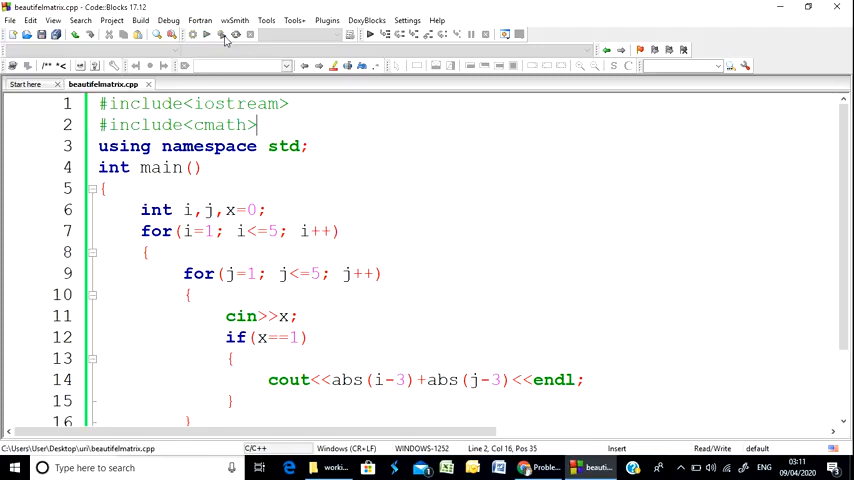 beautifelmatrix.cpp - Code::Blocks 17.12
File Edit View Search Project Build Debug Fortran wxSmith Tools Tools+ Plugins DoxyBlocks Settings Help
Start here
beautifelmatrix.cpp
1 #include<iostream>
2 #include<cmath>
3 using namespace std;
4 int main()
5 {
6 int i,j,x=0;
7 for(i=1; i<=5; i++)
8 {
9 for(j=1; j<=5; j++)
10 {
11 cin>>x;
12 if(x==1)
13 {
14 cout<<abs(i-3)+abs(j-3)<<endl;
15 }
16 }
C:\Users\User\Desktop\uri\beautifelmatrix.cpp C/C++ Windows (CR+LF) WINDOWS-1252 Line 2, Col 16, Pos 35 Insert Read/Write default
Type here to search
worki...
Proble...
beauti...
ENG
03:11
09/04/2020